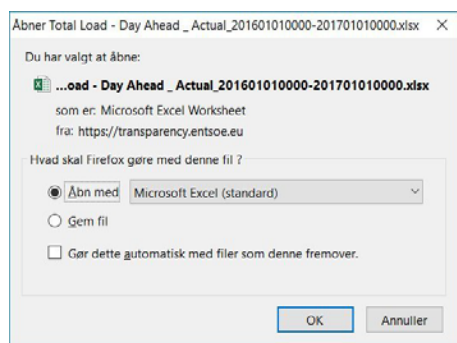 Åbner Total Load - Day Ahead _ Actual_201601010000-201701010000.xlsx
Du har valgt at åbne:
...oad - Day Ahead _ Actual_201601010000-201701010000.xlsx
som er: Microsoft Excel Worksheet
fra: https://transparency.entsoe.eu
Hvad skal Firefox gøre med denne fil ?
Åbn med Microsoft Excel (standard)
Gem fil
Gør dette automatisk med filer som denne fremover.
OK Annuller